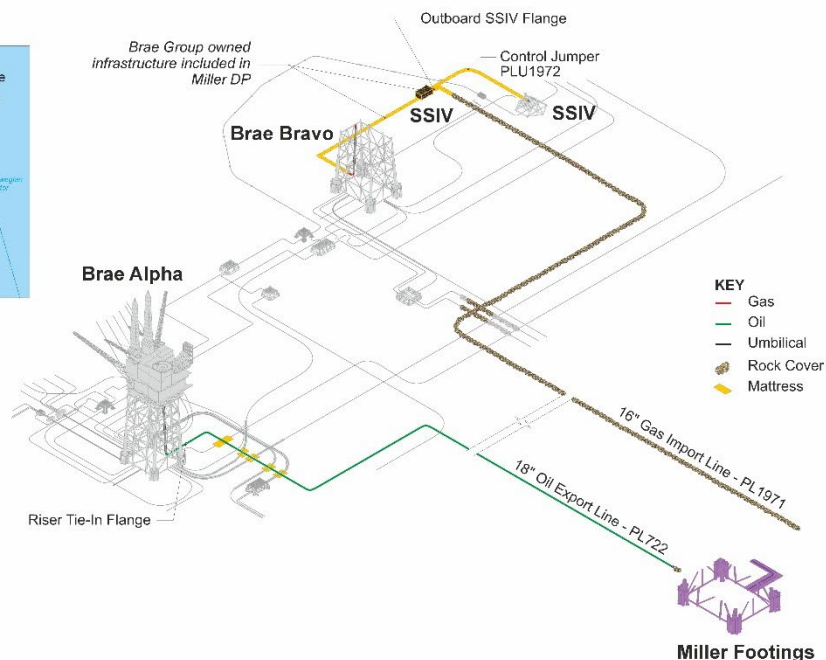 Outboard SSIV Flange
Brae Group owned
infrastructure included in
Miller DP
Control Jumper
PLU1972
SSIV
SSIV
Brae Bravo
Brae Alpha
KEY
Gas
Oil
Umbilical
Rock Cover
Mattress
16" Gas Import Line - PL1971
18" Oil Export Line - PL722
Riser Tie-In Flange
Miller Footings